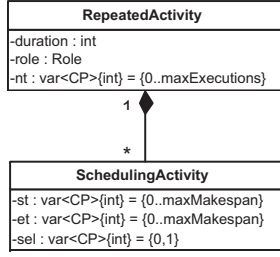 RepeatedActivity
-duration : int
-role : Role
-nt : var<CP>{int} = {0..maxExecutions}
1
*
SchedulingActivity
-st : var<CP>{int} = {0..maxMakespan}
-et : var<CP>{int} = {0..maxMakespan}
-sel : var<CP>{int} = {0,1}